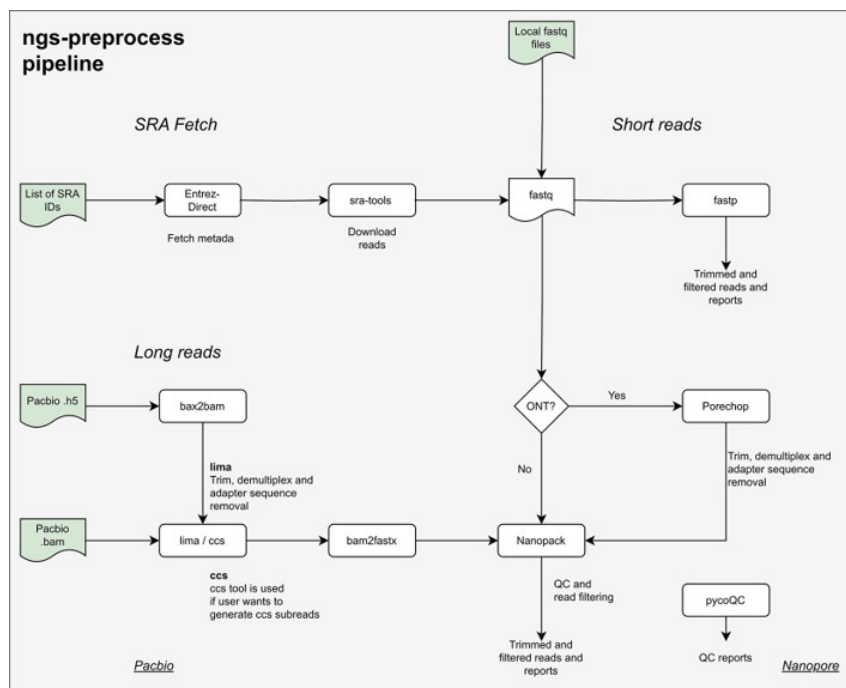 ngs-preprocess
pipeline
Local fastq
files
SRA Fetch
Short reads
List of SRA
IDs
Entrez-
Direct
sra-tools
fastq
fastp
Fetch metada
Download
reads
Trimmed and
filtered reads and
reports
Long reads
Pacbio .h5
bax2bam
ONT?
Yes
Porechop
lima
Trim, demultiplex and
adapter sequence
removal
No
Trim, demultiplex and
adapter sequence
removal
Pacbio
.bam
lima / ccs
bam2fastx
Nanopack
ccs
ccs tool is used
if user wants to
generate ccs subreads
QC and
read filtering
pycoQC
Trimmed and
filtered reads and
reports
QC reports
Pacbio
Nanopore